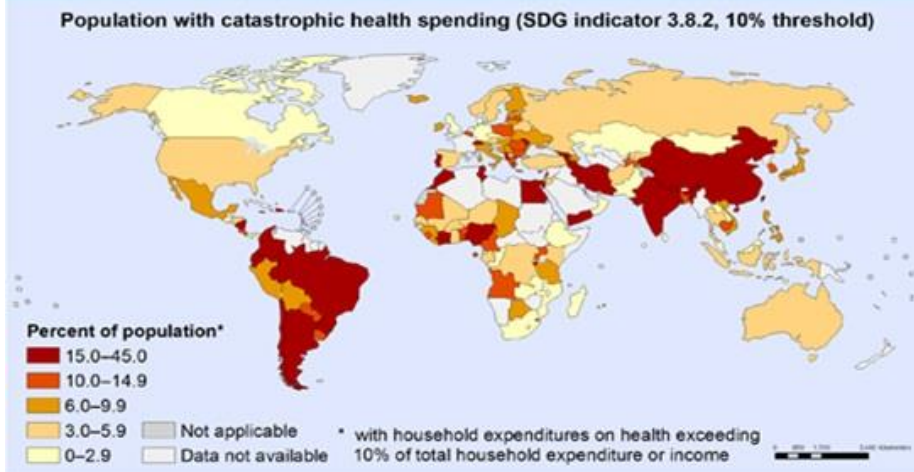 Population with catastrophic health spending (SDG indicator 3.8.2, 10% threshold)
Percent of population*
15.0–45.0
10.0–14.9
6.0–9.9
3.0–5.9
0–2.9
Not applicable
Data not available
* with household expenditures on health exceeding
10% of total household expenditure or income